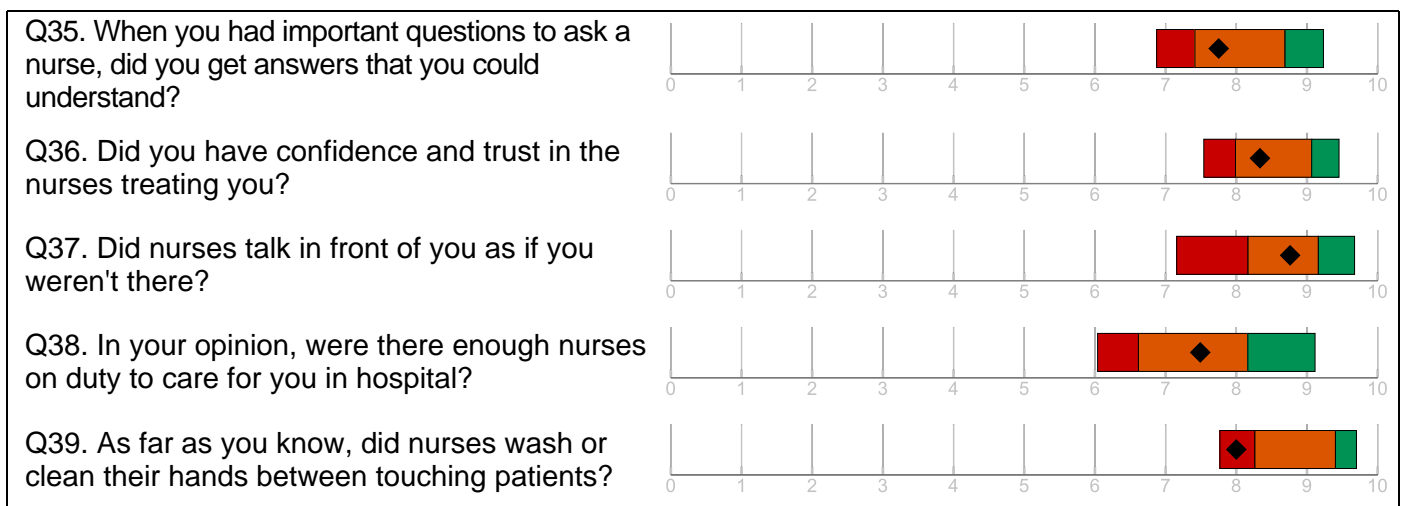 Q35. When you had important questions to ask a
nurse, did you get answers that you could
understand?
0 1 2 3 4 5 6 7 8 9 10
Q36. Did you have confidence and trust in the
nurses treating you?
0 1 2 3 4 5 6 7 8 9 10
Q37. Did nurses talk in front of you as if you
weren't there?
0 1 2 3 4 5 6 7 8 9 10
Q38. In your opinion, were there enough nurses
on duty to care for you in hospital?
0 1 2 3 4 5 6 7 8 9 10
Q39. As far as you know, did nurses wash or
clean their hands between touching patients?
0 1 2 3 4 5 6 7 8 9 10